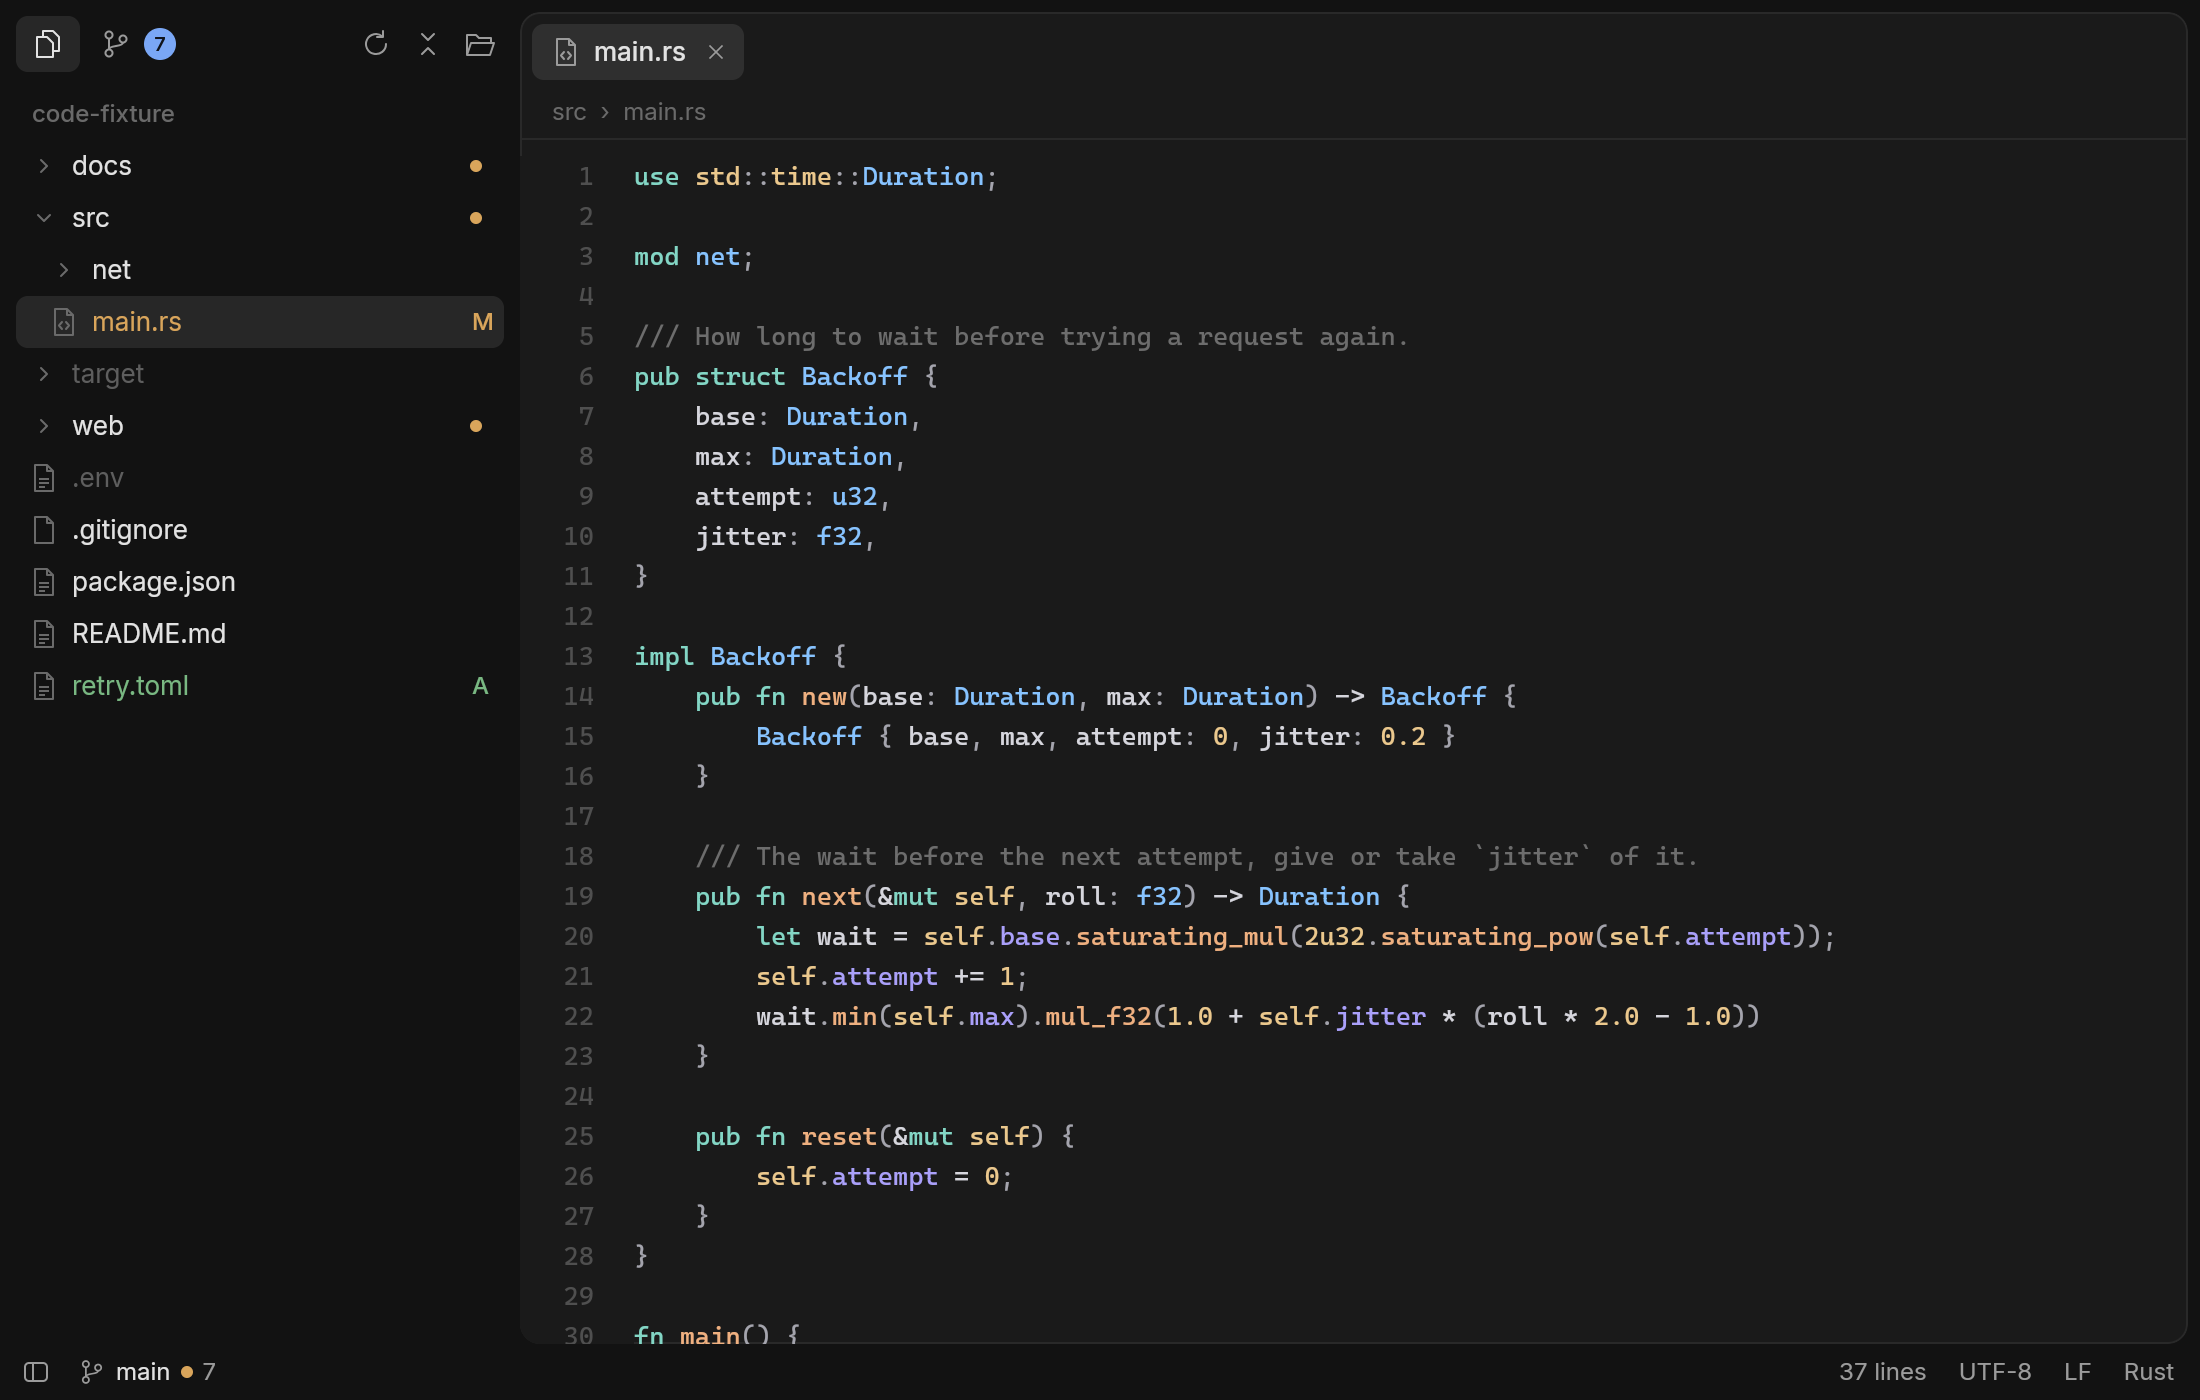 7
code-fixture
docs
src
net
main.rs M
target
web
.env
.gitignore
package.json
README.md
retry.toml A
main.rs
src › main.rs
1 use std::time::Duration;
2
3 mod net;
4
5 /// How long to wait before trying a request again.
6 pub struct Backoff {
7     base: Duration,
8     max: Duration,
9     attempt: u32,
10     jitter: f32,
11 }
12
13 impl Backoff {
14     pub fn new(base: Duration, max: Duration) -> Backoff {
15         Backoff { base, max, attempt: 0, jitter: 0.2 }
16     }
17
18     /// The wait before the next attempt, give or take `jitter` of it.
19     pub fn next(&mut self, roll: f32) -> Duration {
20         let wait = self.base.saturating_mul(2u32.saturating_pow(self.attempt));
21         self.attempt += 1;
22         wait.min(self.max).mul_f32(1.0 + self.jitter * (roll * 2.0 - 1.0))
23     }
24
25     pub fn reset(&mut self) {
26         self.attempt = 0;
27     }
28 }
29
30 fn main() {
main 7
37 lines UTF-8 LF Rust